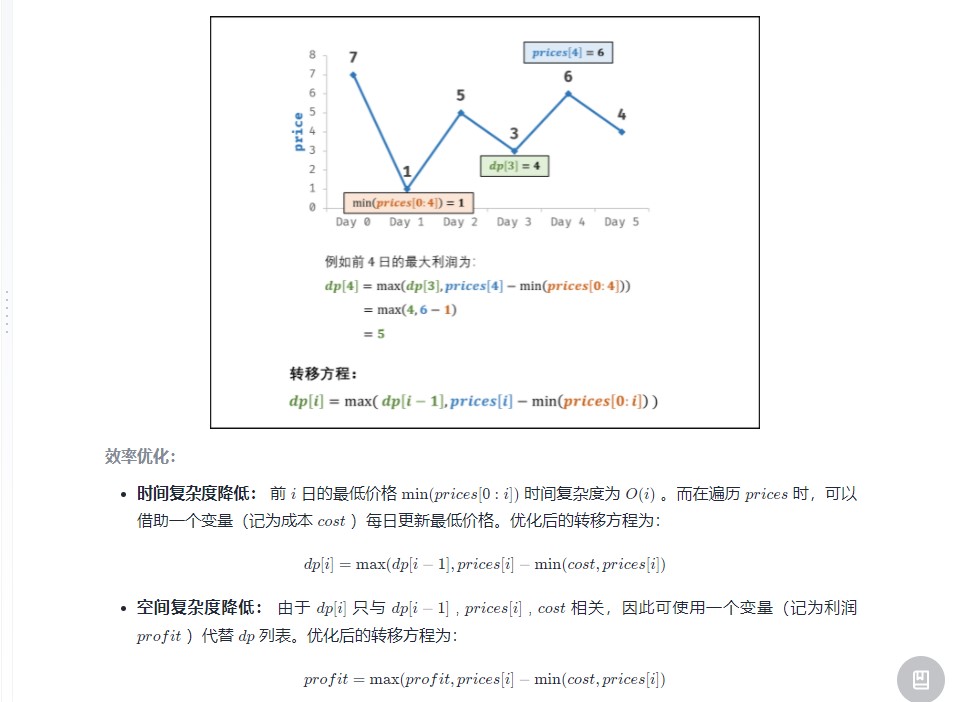 prices[4] = 6
8
7
6
5
4
3
2
1
0
price
7
1
5
3
6
4
dp[3] = 4
min(prices[0:4]) = 1
Day 0 Day 1 Day 2 Day 3 Day 4 Day 5
例如前 4 日的最大利润为:
dp[4] = max(dp[3], prices[4] − min(prices[0:4]))
= max(4, 6 − 1)
= 5
转移方程:
dp[i] = max( dp[i − 1], prices[i] − min(prices[0:i]) )
效率优化:
• 时间复杂度降低: 前 i 日的最低价格 min(prices[0 : i]) 时间复杂度为 O(i) 。而在遍历 prices 时,可以
借助一个变量(记为成本 cost )每日更新最低价格。优化后的转移方程为:
dp[i] = max(dp[i − 1], prices[i] − min(cost, prices[i])
• 空间复杂度降低: 由于 dp[i] 只与 dp[i − 1] , prices[i] , cost 相关,因此可使用一个变量(记为利润
profit )代替 dp 列表。优化后的转移方程为:
profit = max(profit, prices[i] − min(cost, prices[i])